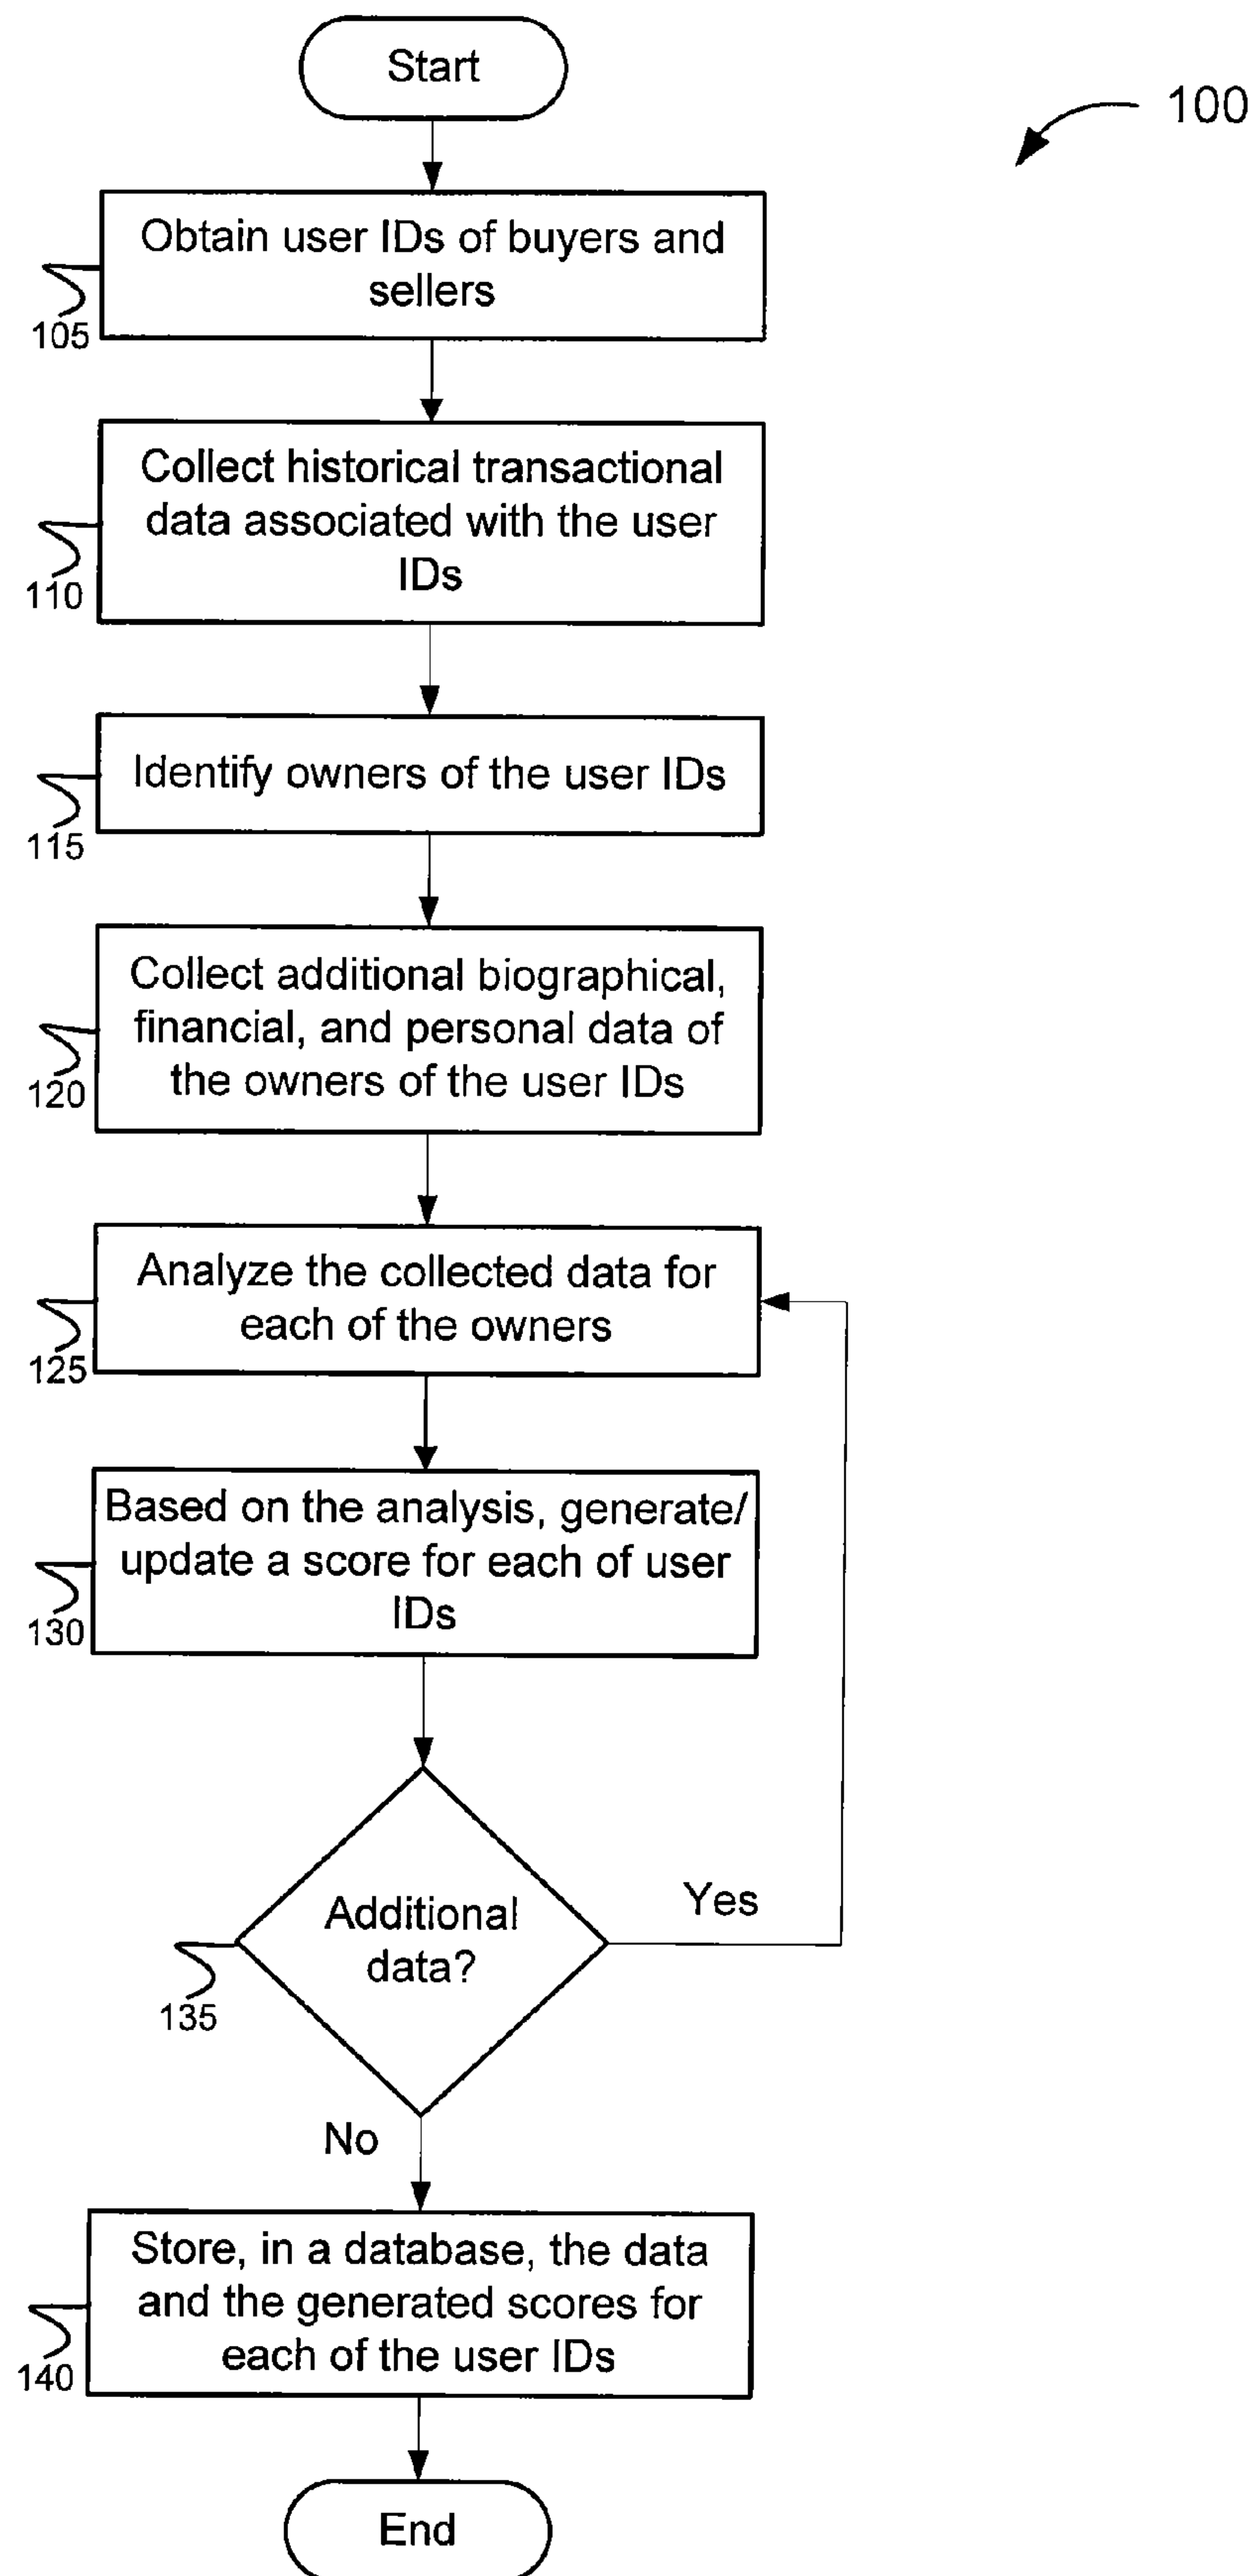 Start
100
Obtain user IDs of buyers and
sellers
105
Collect historical transactional
data associated with the user
IDs
110
Identify owners of the user IDs
115
Collect additional biographical,
financial, and personal data of
the owners of the user IDs
120
Analyze the collected data for
each of the owners
125
Based on the analysis, generate/
update a score for each of user
IDs
130
Additional
data?
Yes
135
No
Store, in a database, the data
and the generated scores for
each of the user IDs
140
End